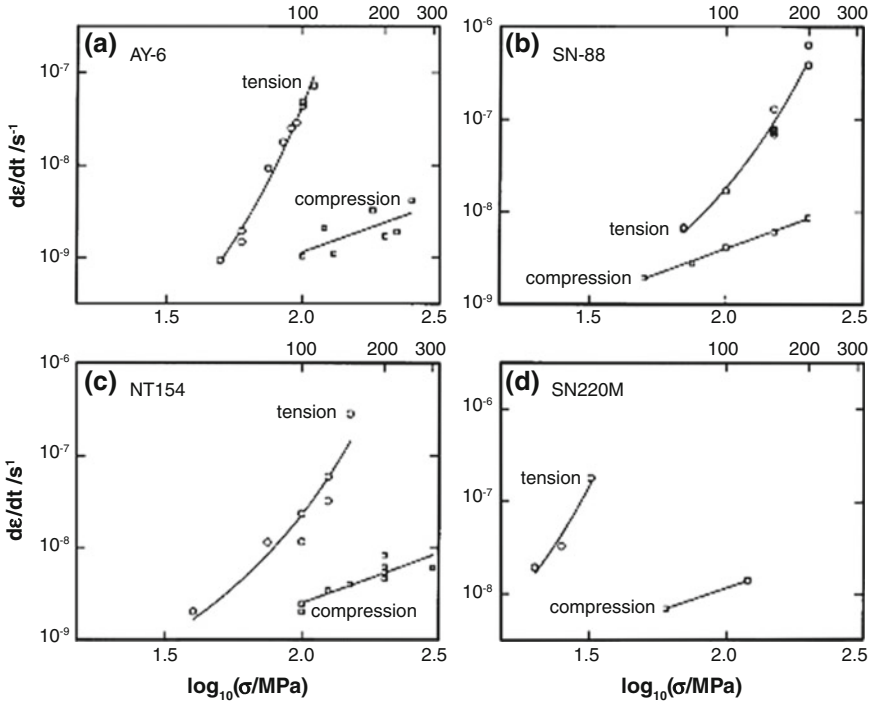 100 200 300
(a) AY-6
tension
compression
10-7
10-8
10-9
dε/dt /s-1
1.5 2.0 2.5
100 200 300
(b) SN-88
tension
compression
10-6
10-7
10-8
10-9
1.5 2.0 2.5
100 200 300
(c) NT154
tension
compression
10-6
10-7
10-8
10-9
dε/dt /s1
1.5 2.0 2.5
log10(σ/MPa)
100 200 300
(d) SN220M
tension
compression
10-6
10-7
10-8
1.5 2.0 2.5
log10(σ/MPa)